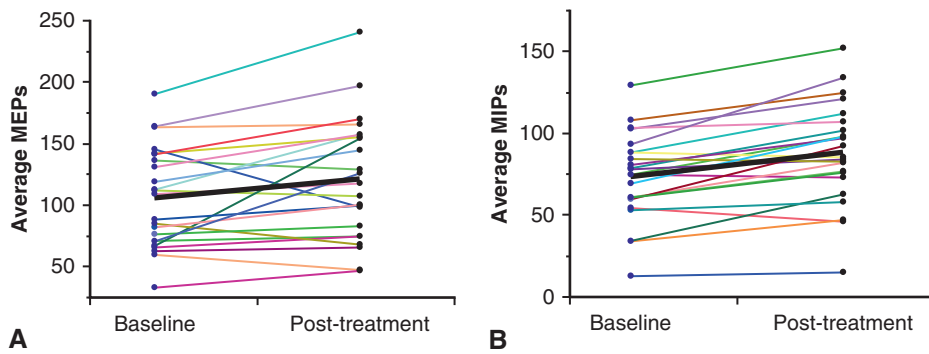 Average MEPs
250
200
150
100
50
Baseline
Post-treatment
A
Average MIPs
150
100
50
0
Baseline
Post-treatment
B